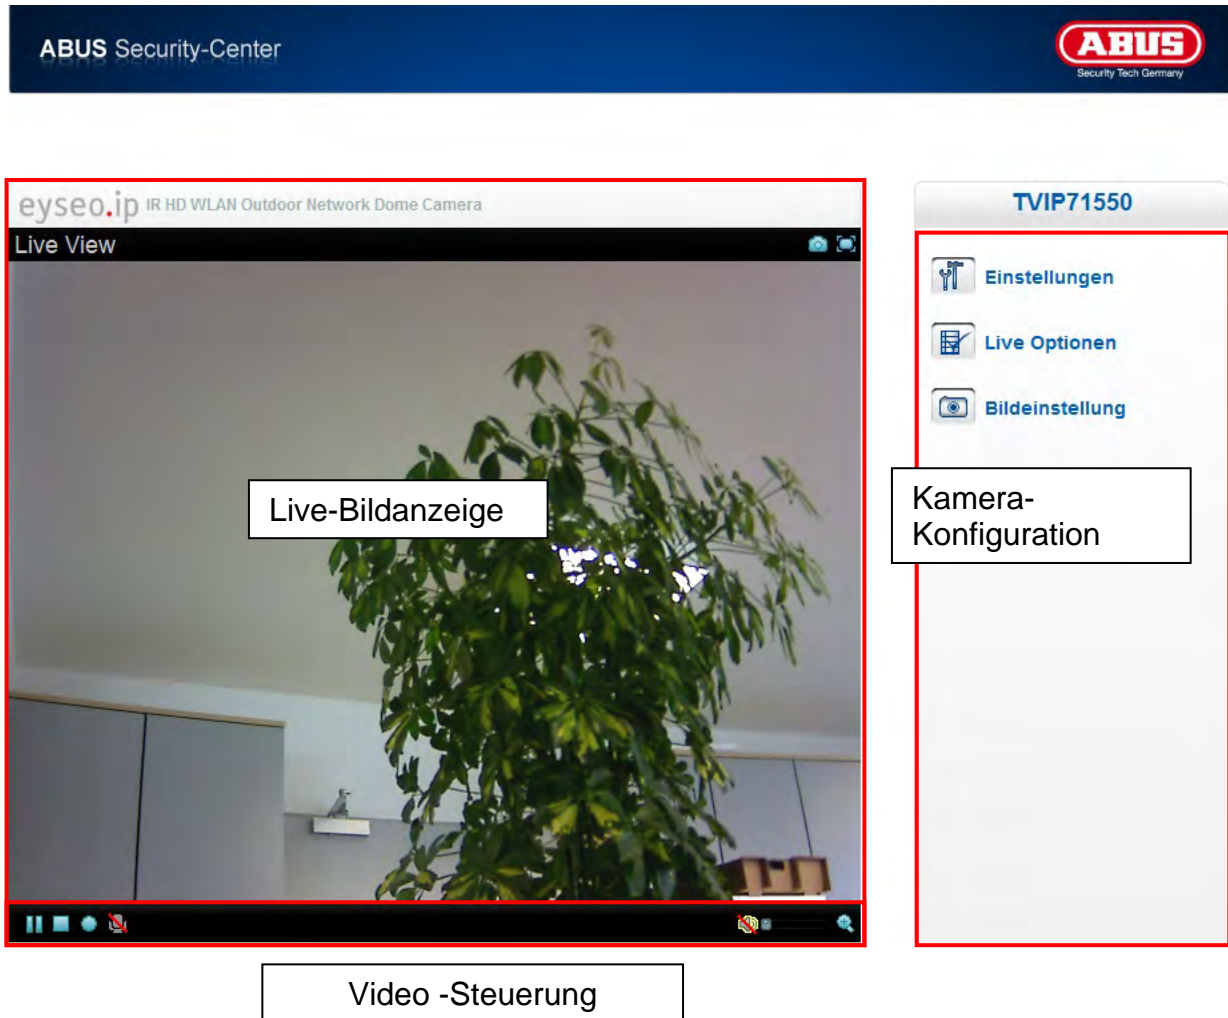 ABUS Security-Center
ABUS
Security Tech Germany
eyseo.ip IR HD WLAN Outdoor Network Dome Camera
Live View
TVIP71550
Einstellungen
Live Optionen
Bildeinstellung
Live-Bildanzeige
Kamera-
Konfiguration
Video -Steuerung